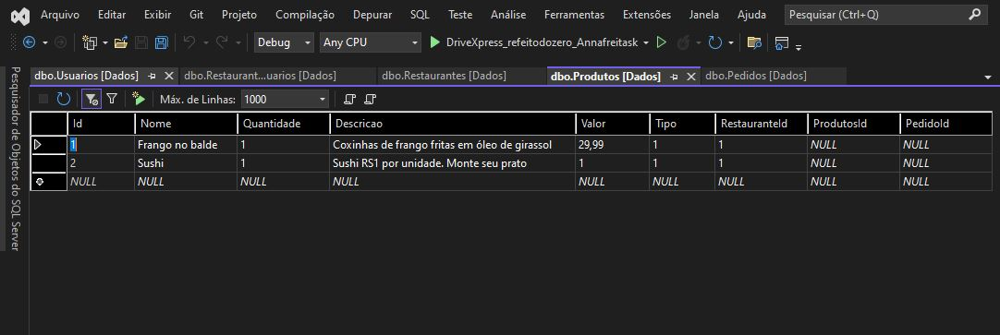 Arquivo Editar Exibir Git Projeto Compilação Depurar SQL Teste Análise Ferramentas Extensões Janela Ajuda Pesquisar (Ctrl+Q)
Debug Any CPU DriveXpress_refeitodozero_Annafreitask
dbo.Usuarios [Dados] dbo.Restaurant...uarios [Dados] dbo.Restaurantes [Dados] dbo.Produtos [Dados] dbo.Pedidos [Dados]
Pesquisador de Objetos do SQL Server
Máx. de Linhas: 1000
Id Nome Quantidade Descricao Valor Tipo RestauranteId ProdutosId PedidoId
1 Frango no balde 1 Coxinhas de frango fritas em óleo de girassol 29,99 1 1 NULL NULL
2 Sushi 1 Sushi RS1 por unidade. Monte seu prato 1 1 1 NULL NULL
NULL NULL NULL NULL NULL NULL NULL NULL NULL